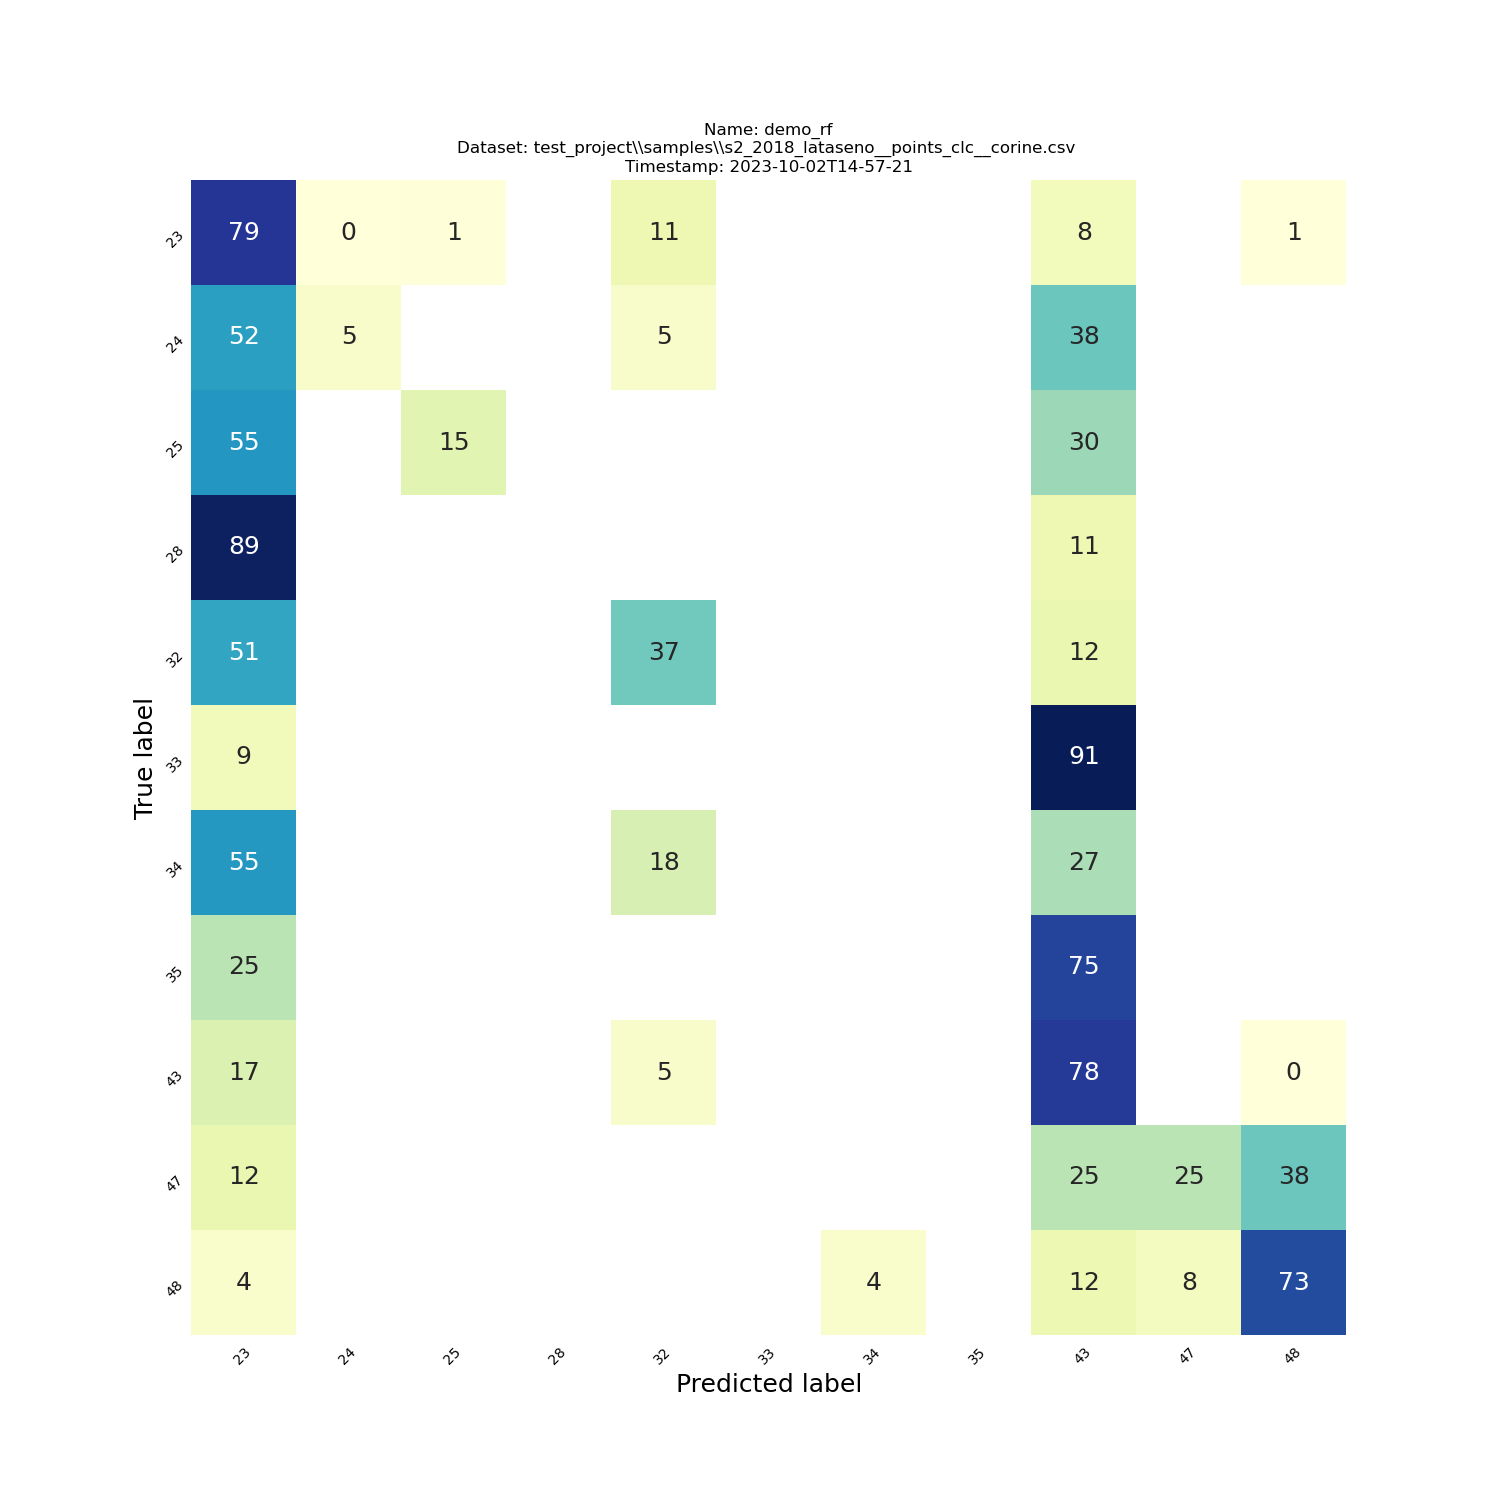 Name: demo_rf
Dataset: test_project\\samples\\s2_2018_lataseno__points_clc__corine.csv
Timestamp: 2023-10-02T14-57-21
True label
23 79 0 1 11 8 1
24 52 5 5 38
25 55 15 30
28 89 11
32 51 37 12
33 9 91
34 55 18 27
35 25 75
43 17 5 78 0
47 12 25 25 38
48 4 4 12 8 73
23 24 25 28 32 33 34 35 43 47 48
Predicted label